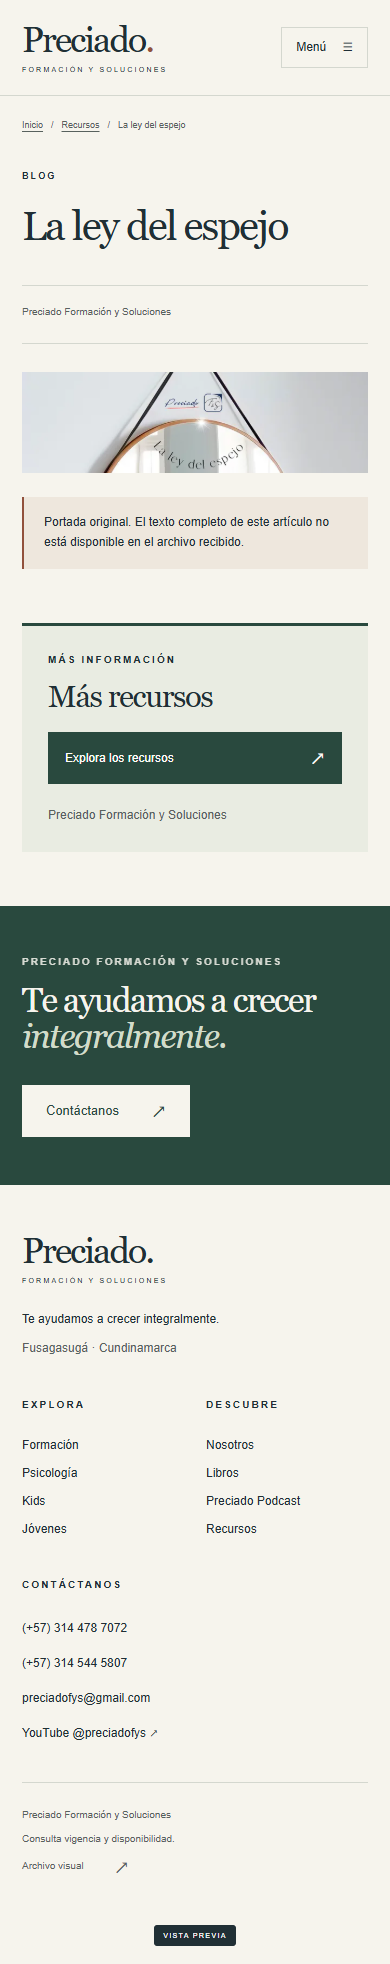 Preciado.
FORMACIÓN Y SOLUCIONES
Menú
Inicio / Recursos / La ley del espejo
BLOG
La ley del espejo
Preciado Formación y Soluciones
Preciado
La ley del espejo
Portada original. El texto completo de este artículo no
está disponible en el archivo recibido.
MÁS INFORMACIÓN
Más recursos
Explora los recursos ↗
Preciado Formación y Soluciones
PRECIADO FORMACIÓN Y SOLUCIONES
Te ayudamos a crecer
integralmente.
Contáctanos ↗
Preciado.
FORMACIÓN Y SOLUCIONES
Te ayudamos a crecer integralmente.
Fusagasugá · Cundinamarca
EXPLORA
Formación
Psicología
Kids
Jóvenes
DESCUBRE
Nosotros
Libros
Preciado Podcast
Recursos
CONTÁCTANOS
(+57) 314 478 7072
(+57) 314 544 5807
preciadofys@gmail.com
YouTube @preciadofys ↗
Preciado Formación y Soluciones
Consulta vigencia y disponibilidad.
Archivo visual ↗
VISTA PREVIA